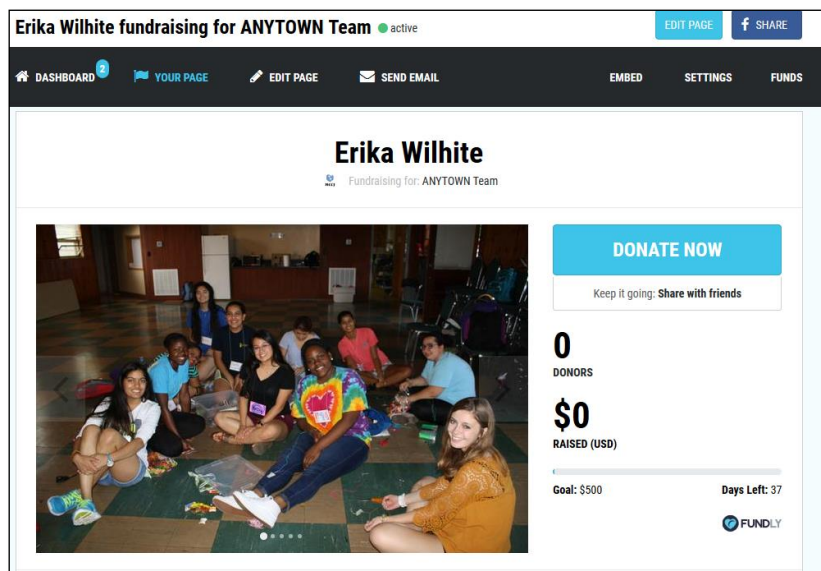 Erika Wilhite fundraising for ANYTOWN Team active
EDIT PAGE
f SHARE
DASHBOARD 2
YOUR PAGE
EDIT PAGE
SEND EMAIL
EMBED
SETTINGS
FUNDS
Erika Wilhite
Fundraising for: ANYTOWN Team
DONATE NOW
Keep it going: Share with friends
0
DONORS
$0
RAISED (USD)
Goal: $500
Days Left: 37
FUNDLY